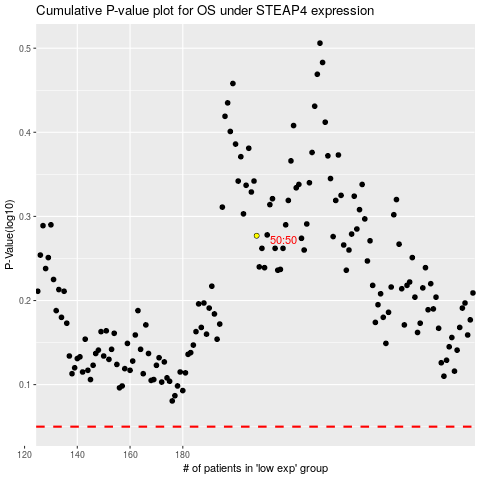 Cumulative P-value plot for OS under STEAP4 expression
P-Value(log10)
0.5
0.4
0.3
0.2
0.1
50:50
120 140 160 180
# of patients in 'low exp' group